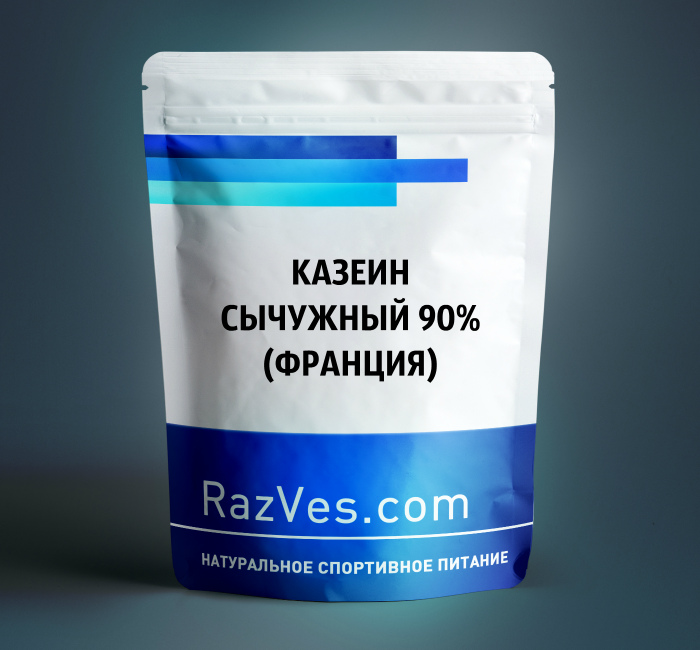 КАЗЕИН
СЫЧУЖНЫЙ 90%
(ФРАНЦИЯ)
RazVes.com
НАТУРАЛЬНОЕ СПОРТИВНОЕ ПИТАНИЕ